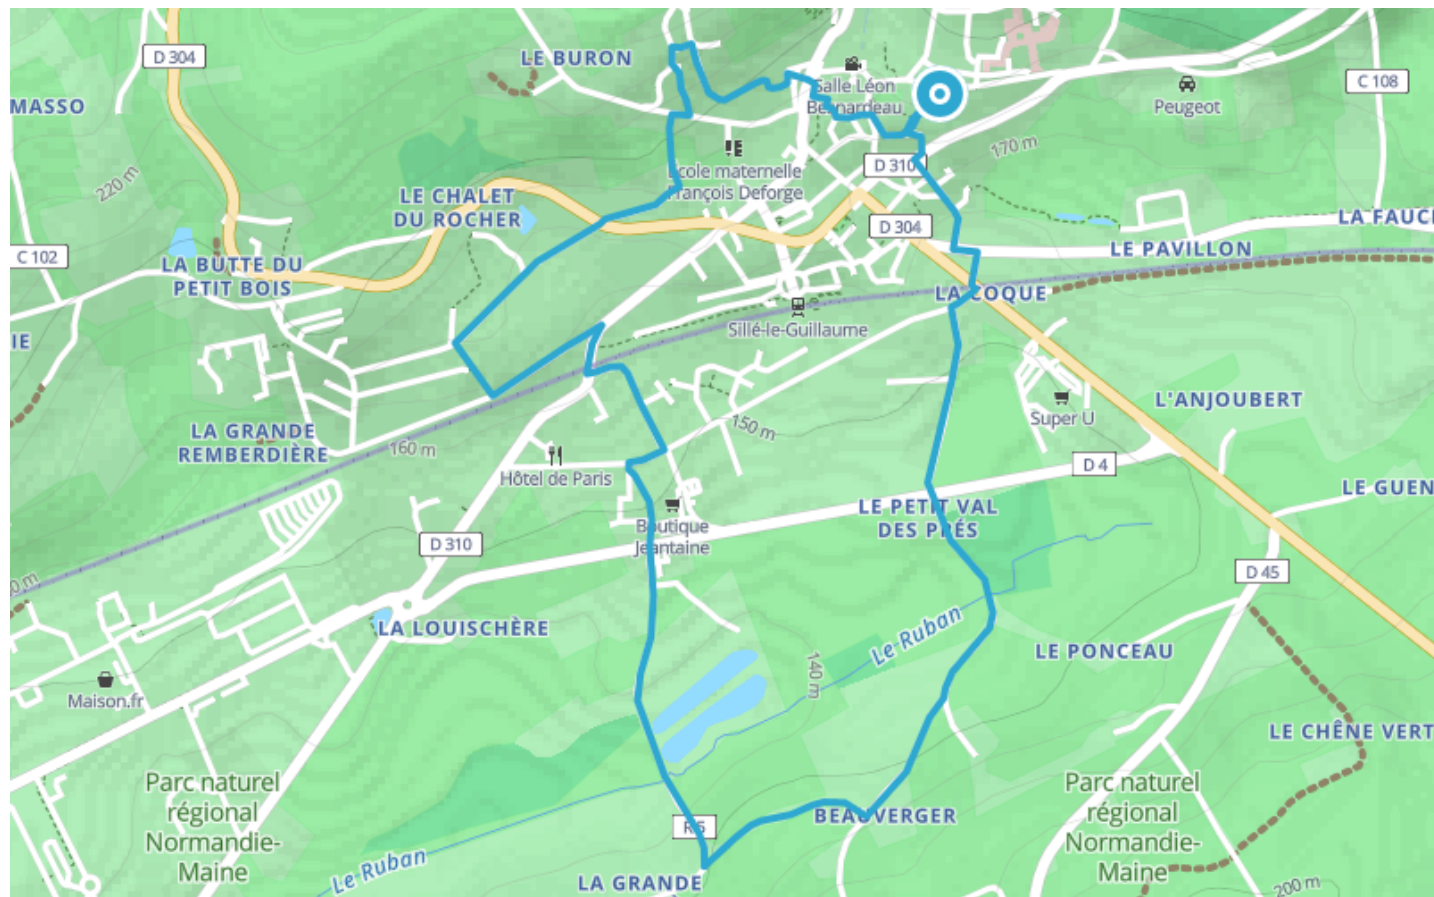 D 304
LE BURON
Salle Léon
Bernardeau
Peugeot
C 108
MASSO
170 m
École maternelle
François Deforge
D 310
220 m
LE CHALET
DU ROCHER
D 304
LA FAUCI
C 102
LE PAVILLON
LA BUTTE DU
PETIT BOIS
LA COQUE
IE
Sillé-le-Guillaume
L'ANJOUBERT
Super U
150 m
LA GRANDE
REMBERDIÈRE
160 m
Hôtel de Paris
D 4
LE GUEN
LE PETIT VAL
DES PRÉS
Boutique
Jeantaine
D 310
D 45
0 m
LA LOUISCHÈRE
Le Ruban
LE PONCEAU
140 m
Maison.fr
LE CHÊNE VERT
Parc naturel
régional
Normandie-
Maine
Parc naturel
régional
Normandie-
Maine
BEAUVERGER
R 5
Le Ruban
LA GRANDE
200 m